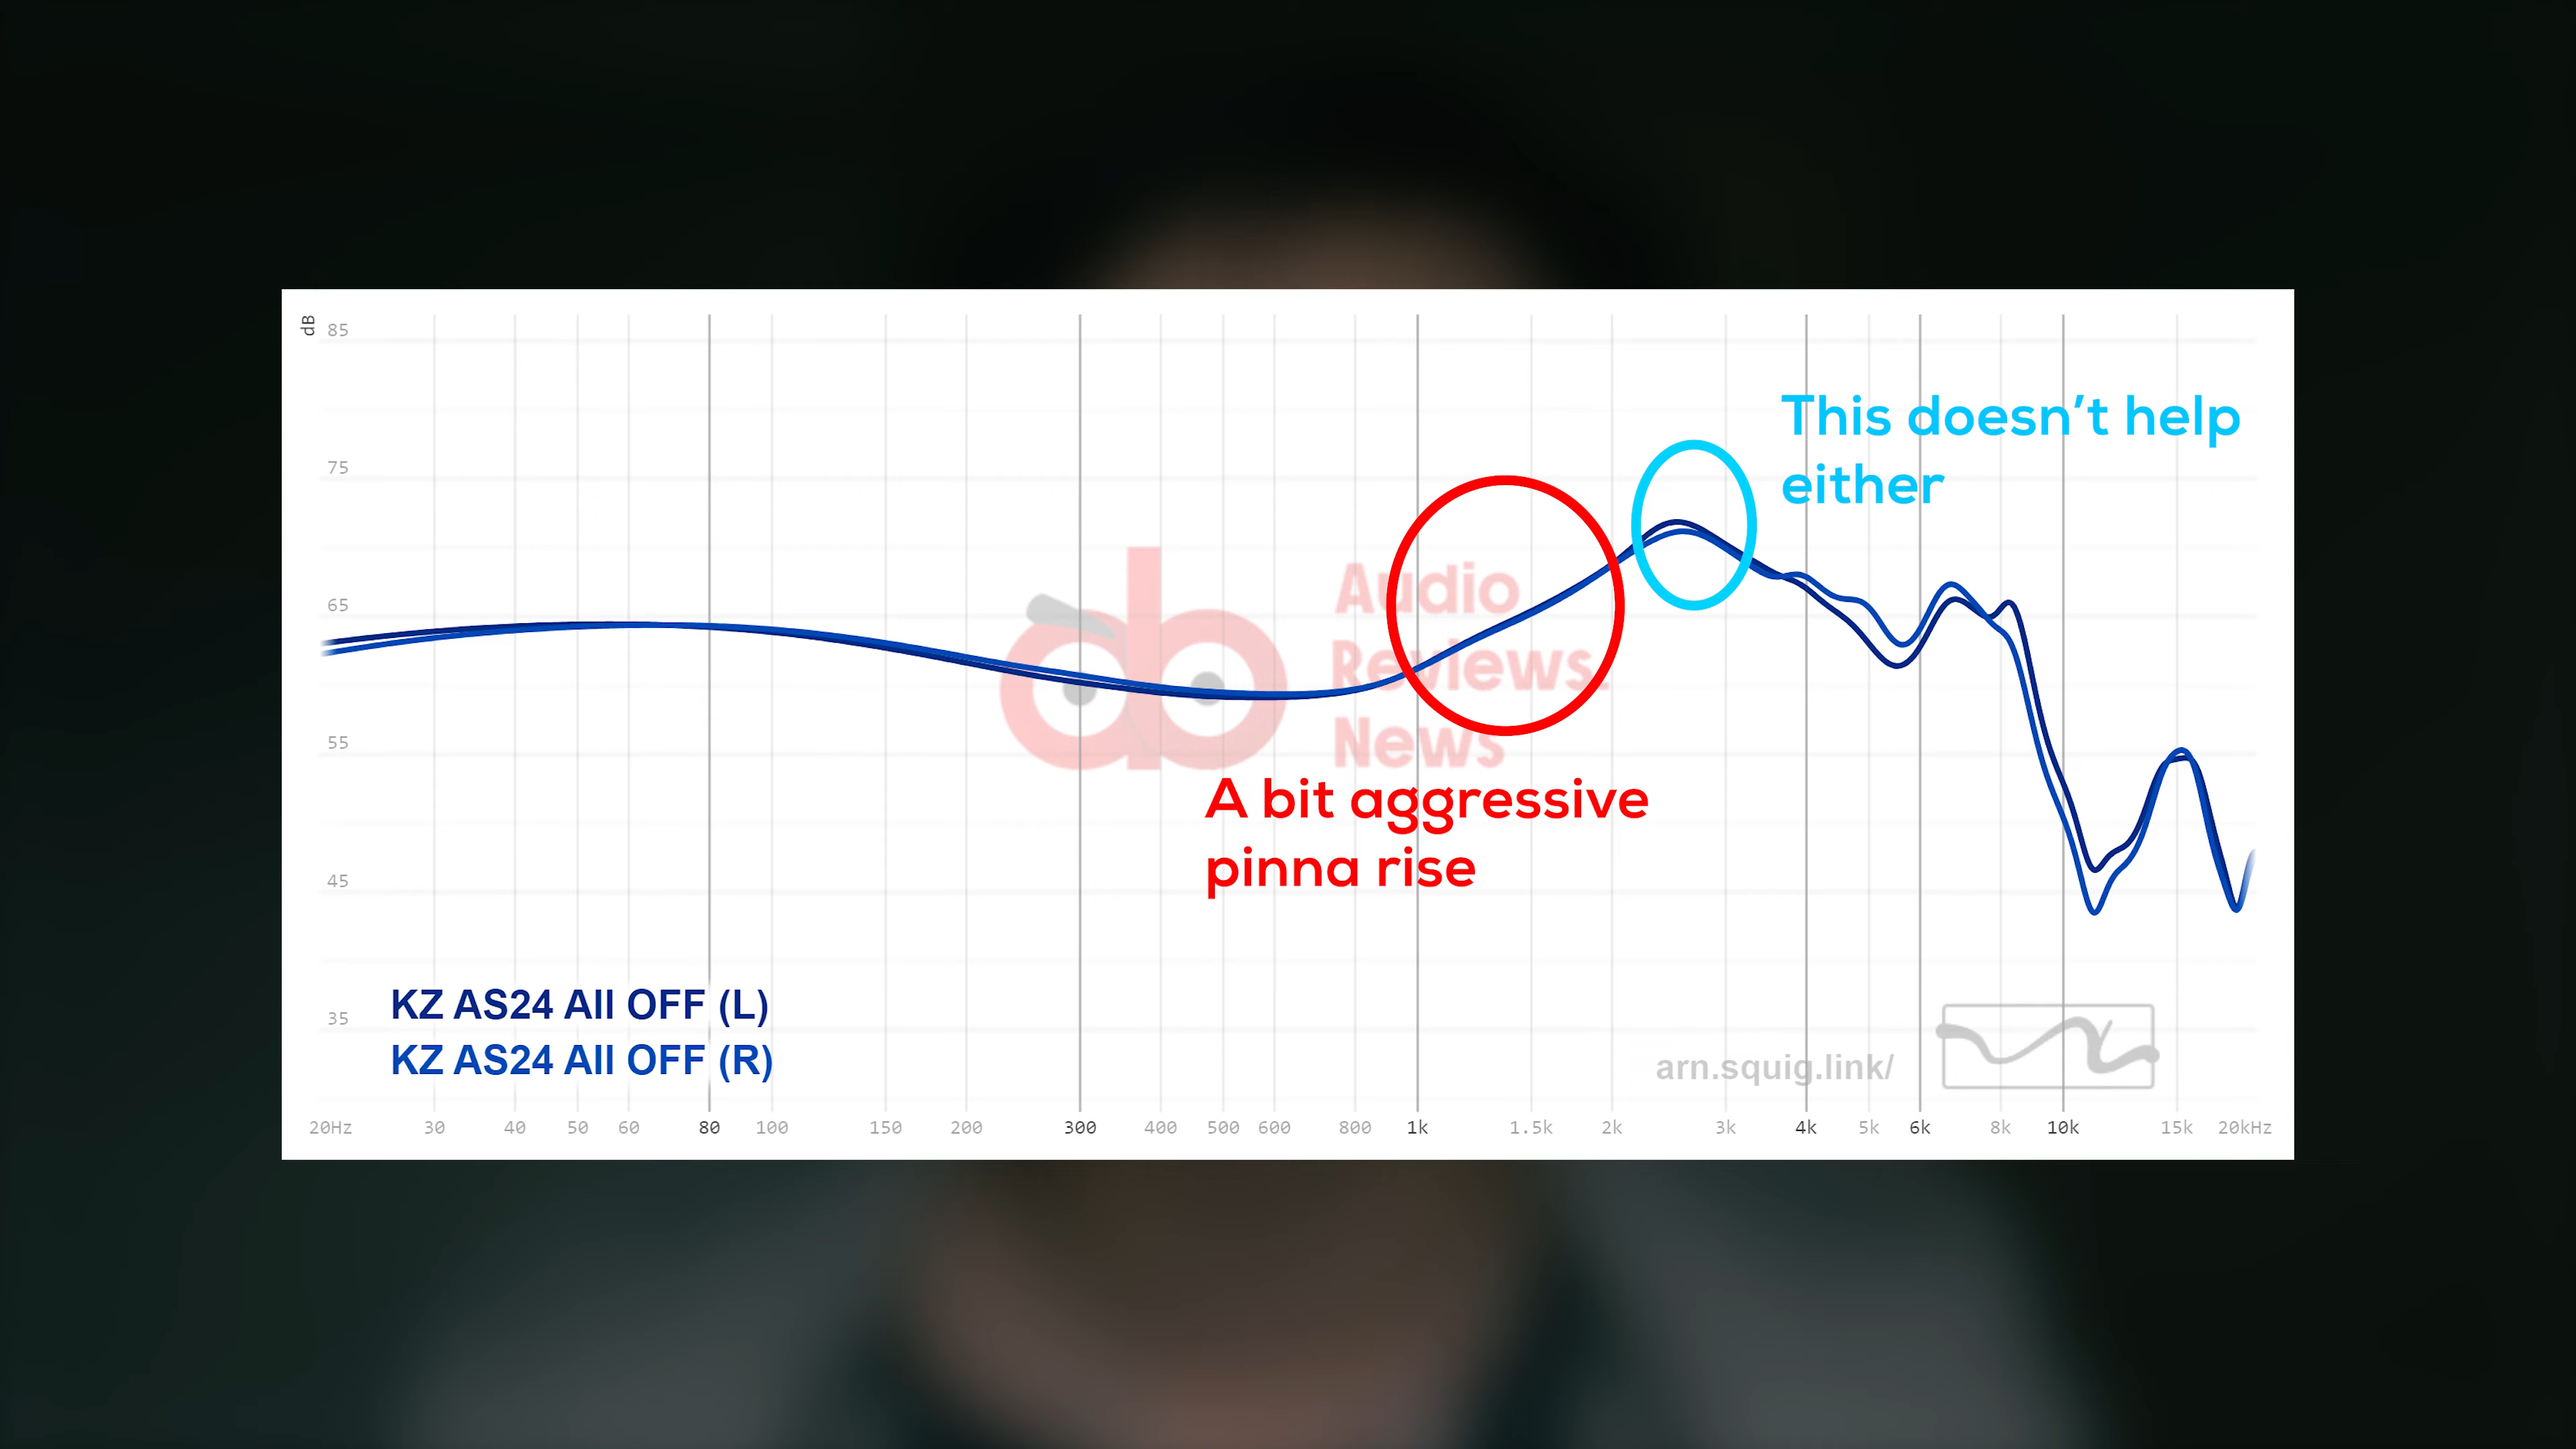 dB
85
75
65
55
45
35
This doesn't help
either
Audio
Reviews
News
A bit aggressive
pinna rise
KZ AS24 All OFF (L)
KZ AS24 All OFF (R)
arn.squig.link/
20Hz 30 40 50 60 80 100 150 200 300 400 500 600 800 1k 1.5k 2k 3k 4k 5k 6k 8k 10k 15k 20kHz